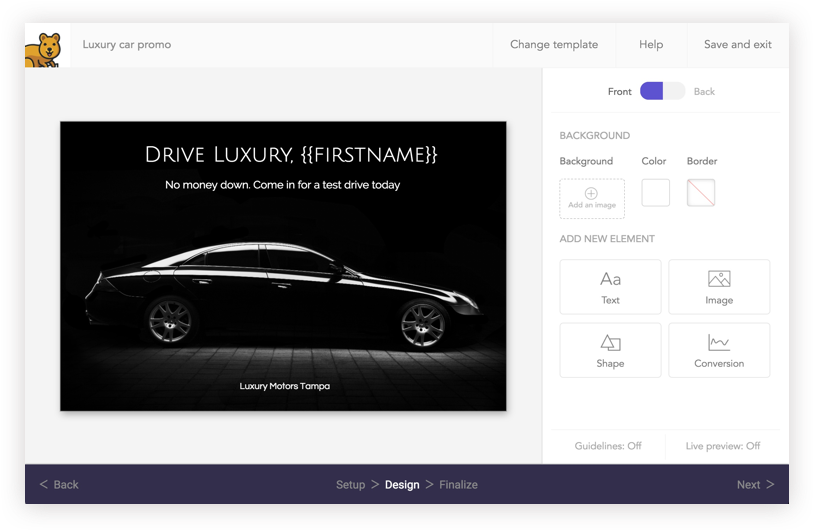 Luxury car promo
Change template
Help
Save and exit
Front
Back
DRIVE LUXURY, {{FIRSTNAME}}
No money down. Come in for a test drive today
Luxury Motors Tampa
BACKGROUND
Background
Color
Border
Add an image
ADD NEW ELEMENT
Aa
Text
Image
Shape
Conversion
Guidelines: Off
Live preview: Off
< Back
Setup > Design > Finalize
Next >